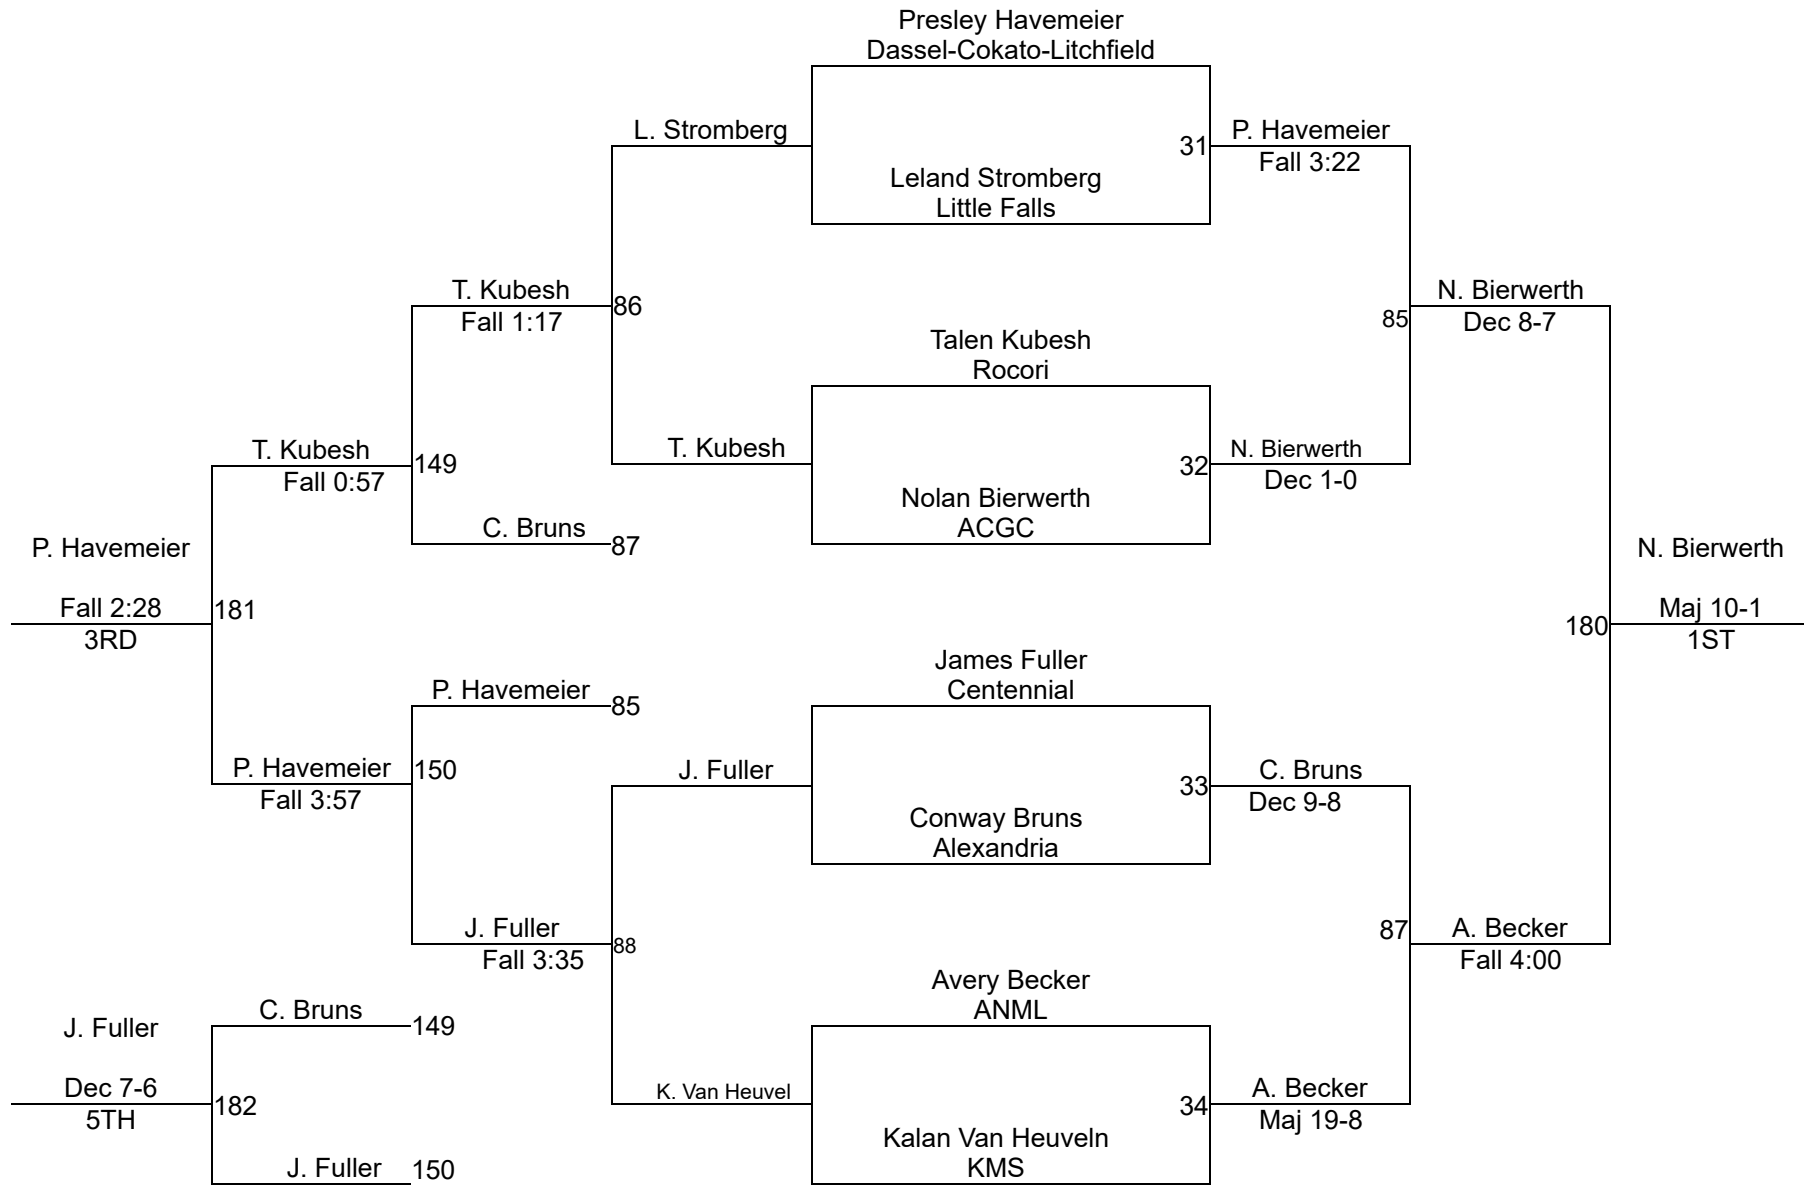 Presley Havemeier
Dassel-Cokato-Litchfield
L. Stromberg
31
P. Havemeier
Fall 3:22
Leland Stromberg
Little Falls
T. Kubesh
Fall 1:17
86
85
N. Bierwerth
Dec 8-7
Talen Kubesh
Rocori
T. Kubesh
Fall 0:57
149
T. Kubesh
32
N. Bierwerth
Dec 1-0
Nolan Bierwerth
ACGC
C. Bruns
87
P. Havemeier
Fall 2:28
3RD
181
N. Bierwerth
Maj 10-1
1ST
180
James Fuller
Centennial
P. Havemeier
85
P. Havemeier
Fall 3:57
150
J. Fuller
33
C. Bruns
Dec 9-8
Conway Bruns
Alexandria
J. Fuller
Fall 3:35
88
87
A. Becker
Fall 4:00
Avery Becker
ANML
C. Bruns
149
J. Fuller
Dec 7-6
5TH
182
K. Van Heuvel
34
A. Becker
Maj 19-8
Kalan Van Heuveln
KMS
J. Fuller
150